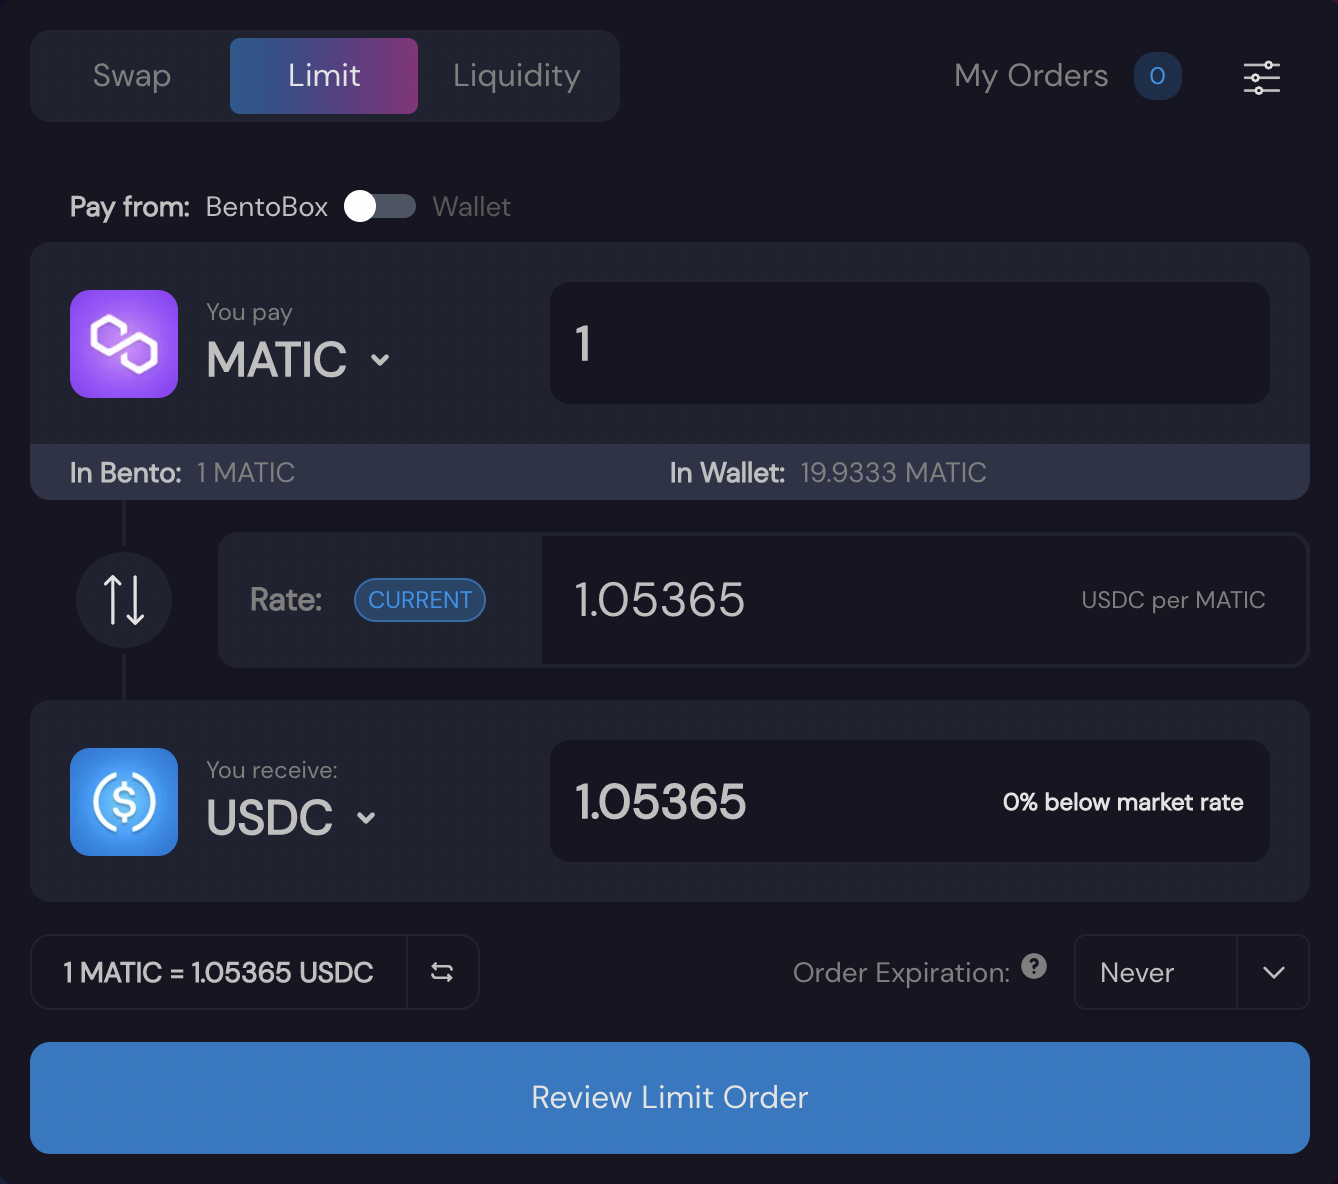 Swap Limit Liquidity My Orders 0
Pay from: BentoBox Wallet
You pay
MATIC
1
In Bento: 1 MATIC In Wallet: 19.9333 MATIC
Rate: CURRENT 1.05365 USDC per MATIC
You receive:
USDC
1.05365 0% below market rate
1 MATIC = 1.05365 USDC Order Expiration: ? Never
Review Limit Order